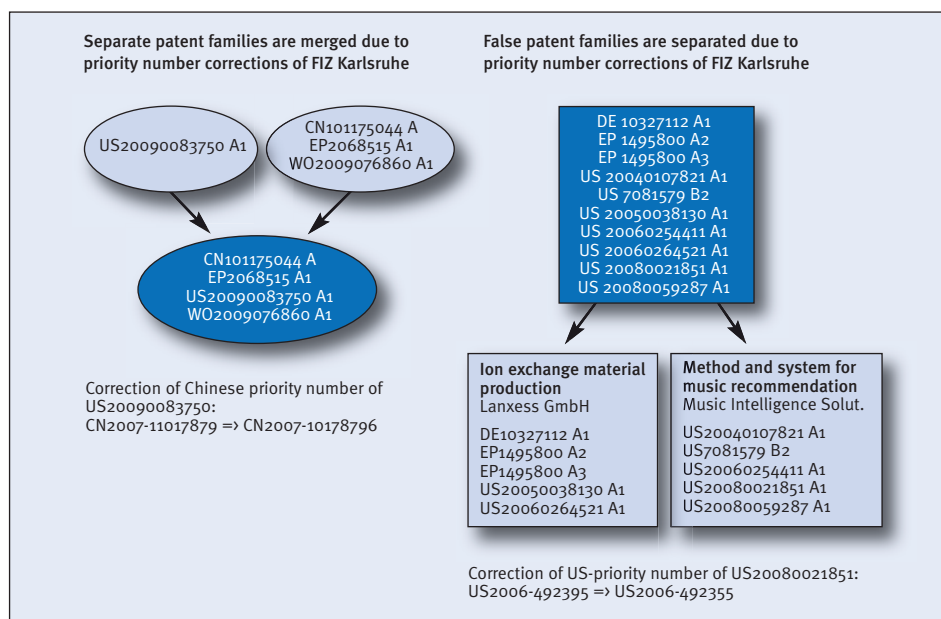 Separate patent families are merged due to
priority number corrections of FIZ Karlsruhe
US20090083750 A1
CN101175044 A
EP2068515 A1
WO2009076860 A1
CN101175044 A
EP2068515 A1
US20090083750 A1
WO2009076860 A1
Correction of Chinese priority number of
US20090083750:
CN2007-11017879 => CN2007-10178796
False patent families are separated due to
priority number corrections of FIZ Karlsruhe
DE 10327112 A1
EP 1495800 A2
EP 1495800 A3
US 20040107821 A1
US 7081579 B2
US 20050038130 A1
US 20060254411 A1
US 20060264521 A1
US 20080021851 A1
US 20080059287 A1
Ion exchange material
production
Lanxess GmbH
DE10327112 A1
EP1495800 A2
EP1495800 A3
US20050038130 A1
US20060264521 A1
Method and system for
music recommendation
Music Intelligence Solut.
US20040107821 A1
US7081579 B2
US20060254411 A1
US20080021851 A1
US20080059287 A1
Correction of US-priority number of US20080021851:
US2006-492395 => US2006-492355